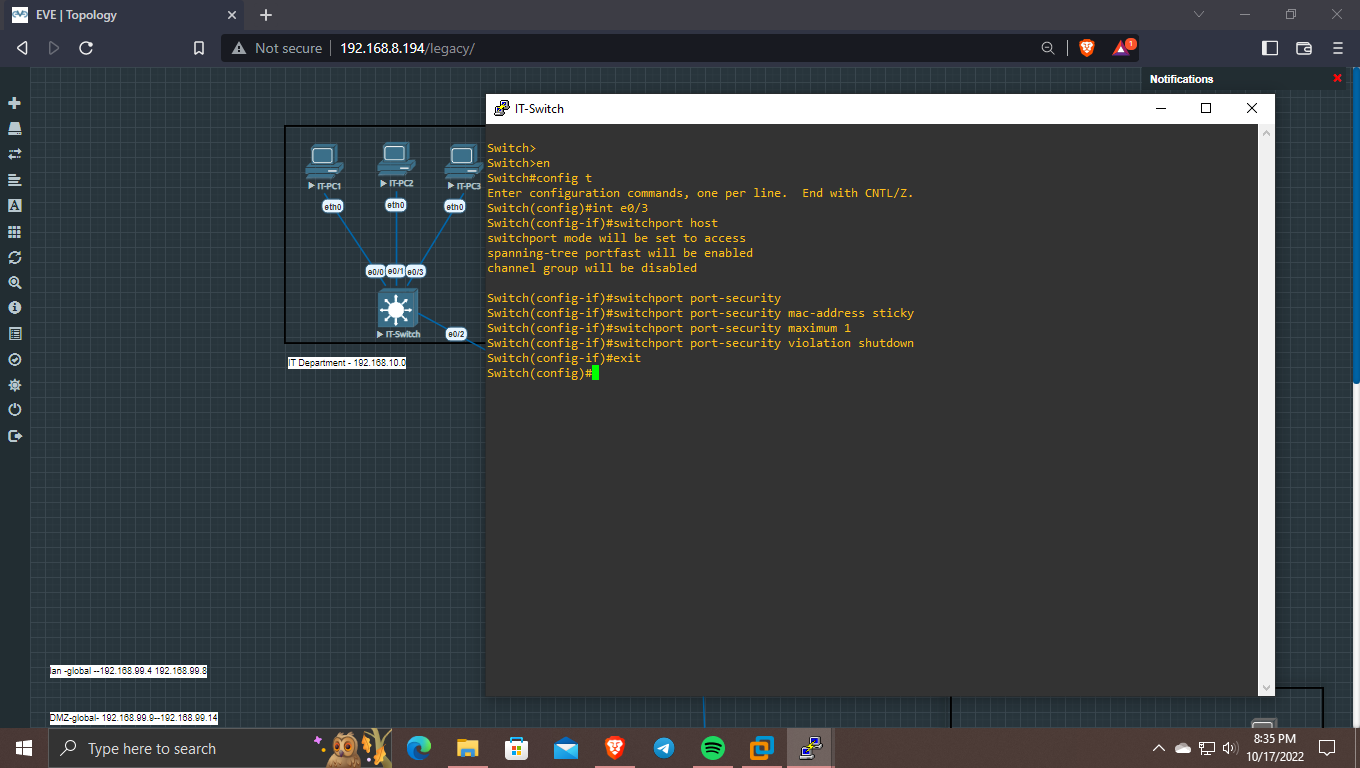 EVE | Topology
Not secure
192.168.8.194/legacy/
1
Notifications
IT-Switch
IT-PC1
IT-PC2
IT-PC3
eth0
eth0
eth0
e0/0
e0/1
e0/3
IT-Switch
e0/2
IT Department - 192.168.10.0
Switch>
Switch>en
Switch#config t
Enter configuration commands, one per line.  End with CNTL/Z.
Switch(config)#int e0/3
Switch(config-if)#switchport host
switchport mode will be set to access
spanning-tree portfast will be enabled
channel group will be disabled
Switch(config-if)#switchport port-security
Switch(config-if)#switchport port-security mac-address sticky
Switch(config-if)#switchport port-security maximum 1
Switch(config-if)#switchport port-security violation shutdown
Switch(config-if)#exit
Switch(config)#
lan -global --192.168.99.4 192.168.99.8
DMZ-global- 192.168.99.9--192.168.99.14
Type here to search
8:35 PM
10/17/2022